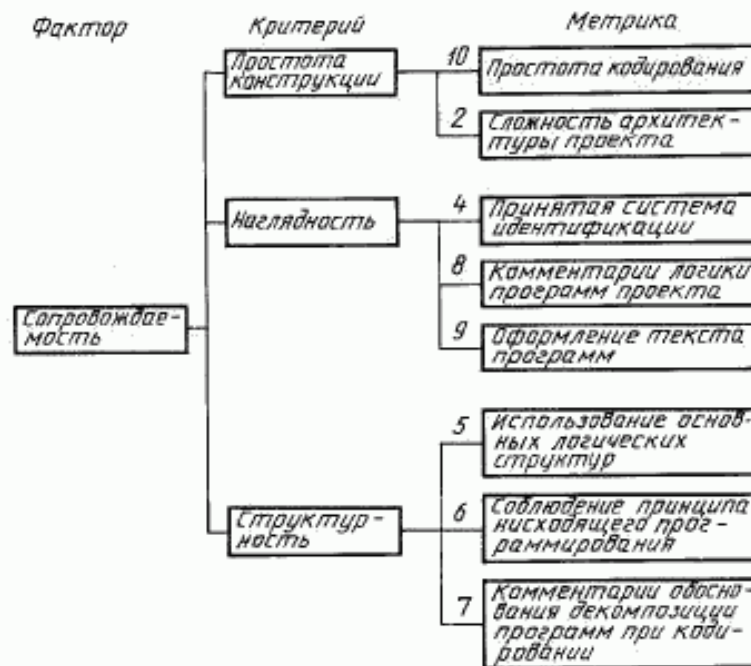 Фактор Критерий Метрика
Простота
конструкции
10
Простота кодирования
2
Сложность архитек-
туры проекта
Наглядность
4
Принятая система
идентификации
8
Комментарии логики
программ проекта
9
Оформление текста
программ
Сопровождае-
мость
5
Использование основ-
ных логических
структур
Структур-
ность
6
Соблюдение принципа
нисходящего прог-
раммирования
7
Комментарии обосно-
вания декомпозиции
программ при коди-
ровании